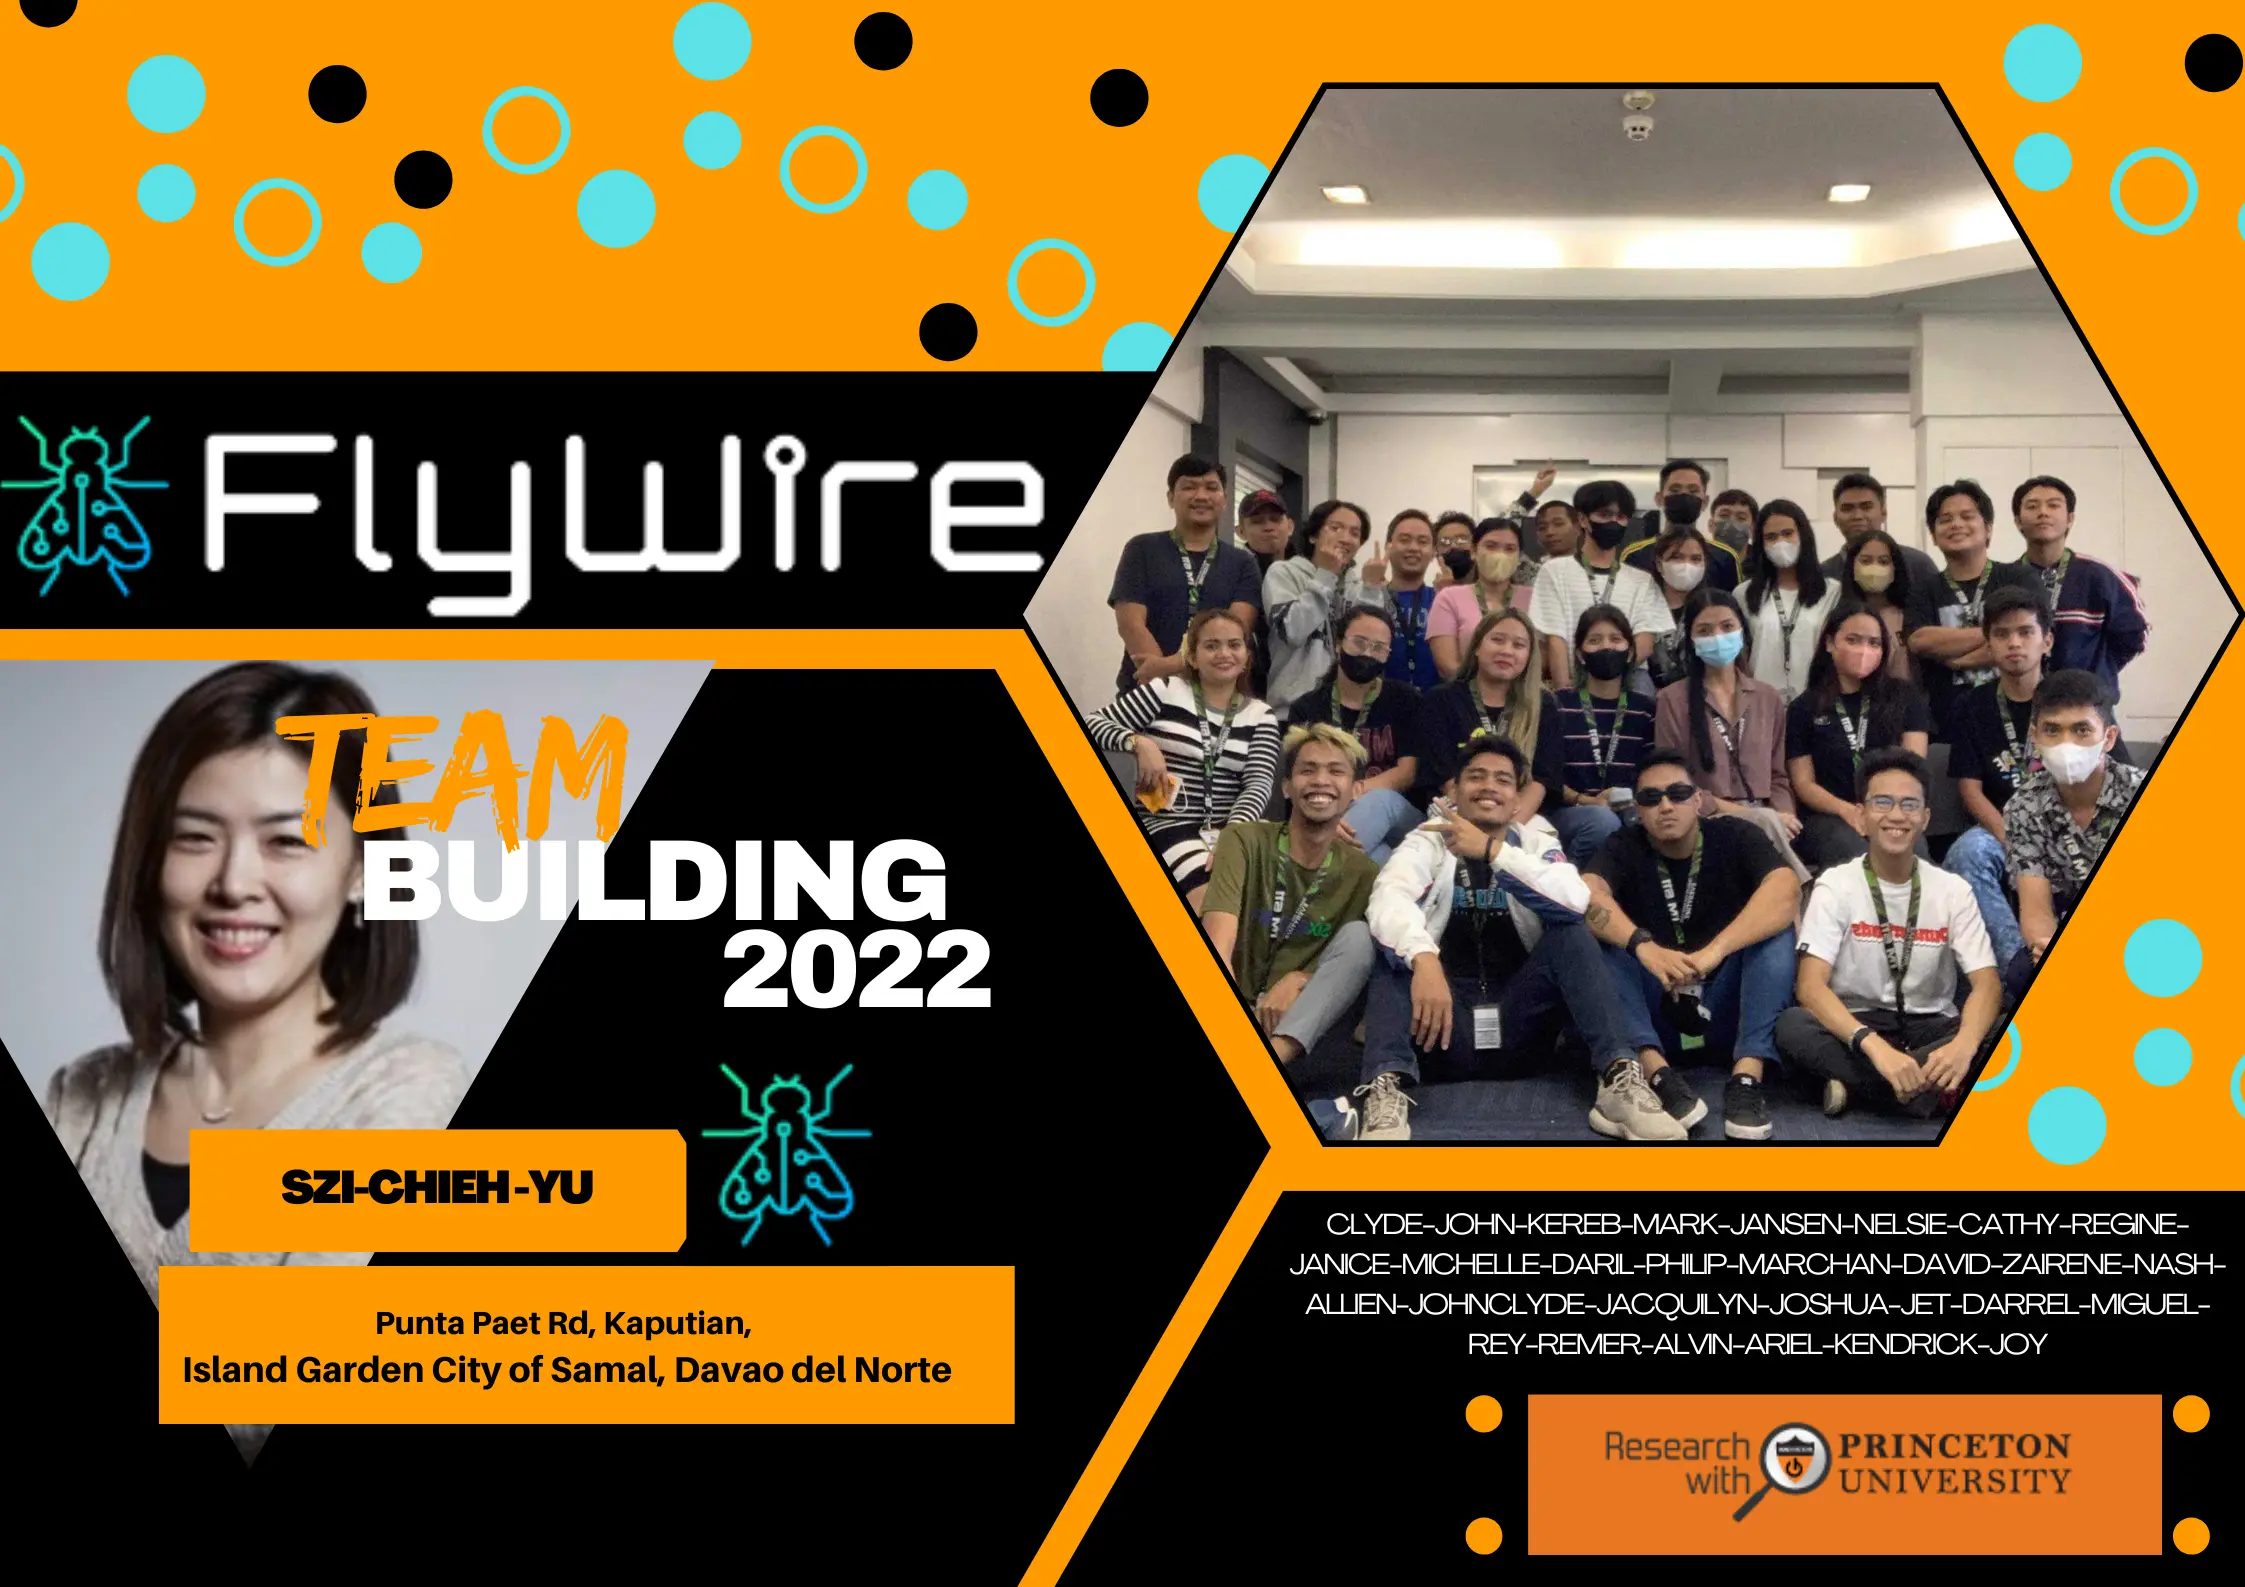 FlyWire
TEAM
BUILDING
2022
SZI-CHIEH-YU
Punta Paet Rd, Kaputian,
Island Garden City of Samal, Davao del Norte
CLYDE-JOHN-KEREB-MARK-JANSEN-NELSIE-CATHY-REGINE-
JANICE-MICHELLE-DARIL-PHILIP-MARCHAN-DAVID-ZAIRENE-NASH-
ALLIEN-JOHNCLYDE-JACQUILYN-JOSHUA-JET-DARREL-MIGUEL-
REY-REMER-ALVIN-ARIEL-KENDRICK-JOY
Research
with
PRINCETON
UNIVERSITY